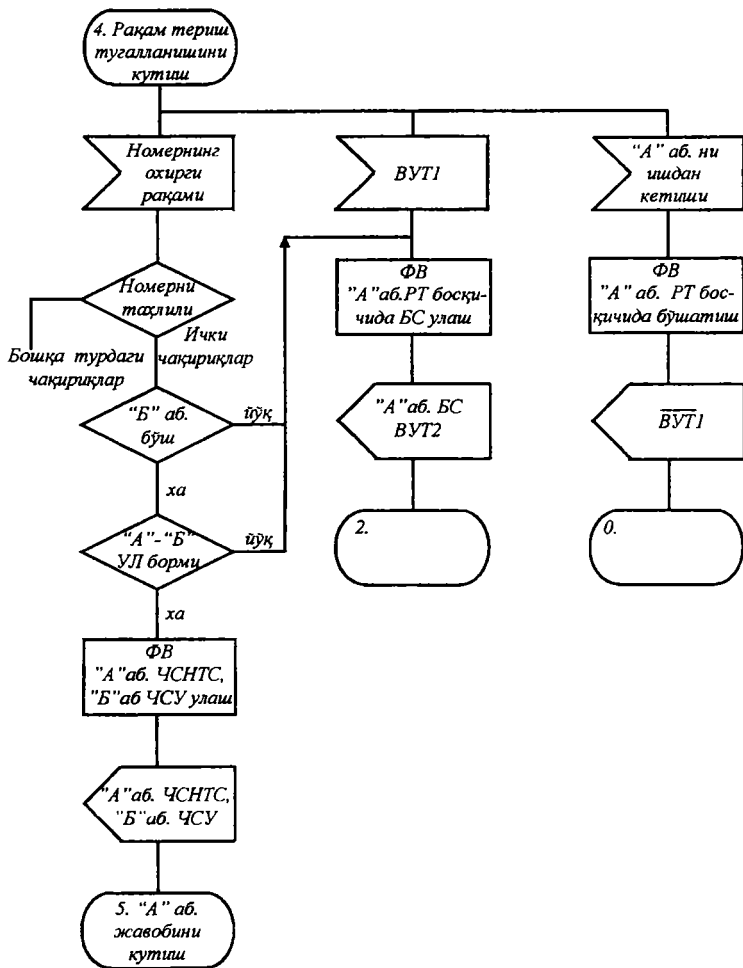 4. Рақам териш
тугалланишини
кутиш
Номернинг
охирги
рақами
ВУТ1
“А” аб. ни
ишдан
кетиши
Номерни
таҳлили
Бошқа турдаги
чақириқлар
Ички
чақириқлар
ФВ
"А"аб.РТ босқи-
чида БС улаш
ФВ
"А" аб. РТ бос-
қичида бўшатиш
“Б” аб.
бўш
йўқ
ха
"А"аб. БС
ВУТ2
ВУТ1
“А”-“Б”
УЛ борми
йўқ
ха
2.
0.
ФВ
"А"аб. ЧСНТС,
"Б"аб ЧСУ улаш
"А"аб. ЧСНТС,
"Б"аб. ЧСУ
5. “А” аб.
жавобини
кутиш